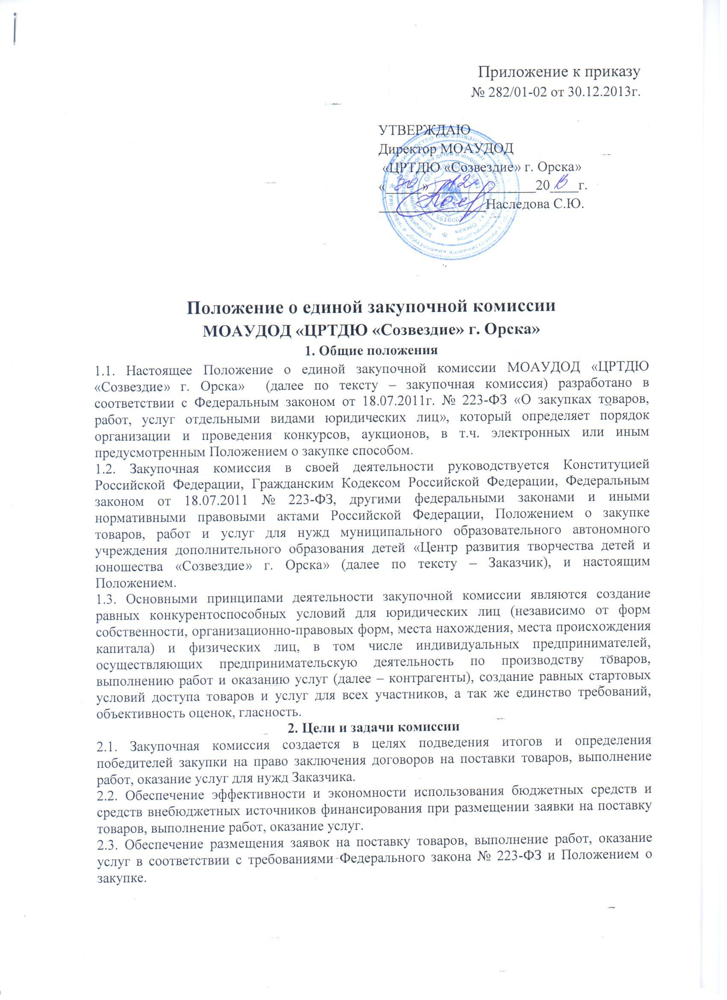 Приложение к приказу
№ 282/01-02 от 30.12.2013г.
УТВЕРЖДАЮ
Директор МОАУДОД
«ЦРТДЮ «Созвездие» г. Орска»
«30» 12 2013г.
Наследова С.Ю.
Положение о единой закупочной комиссии
МОАУДОД «ЦРТДЮ «Созвездие» г. Орска»
1. Общие положения
1.1. Настоящее Положение о единой закупочной комиссии МОАУДОД «ЦРТДЮ
«Созвездие» г. Орска» (далее по тексту – закупочная комиссия) разработано в
соответствии с Федеральным законом от 18.07.2011г. № 223-ФЗ «О закупках товаров,
работ, услуг отдельными видами юридических лиц», который определяет порядок
организации и проведения конкурсов, аукционов, в т.ч. электронных или иным
предусмотренным Положением о закупке способом.
1.2. Закупочная комиссия в своей деятельности руководствуется Конституцией
Российской Федерации, Гражданским Кодексом Российской Федерации, Федеральным
законом от 18.07.2011 № 223-ФЗ, другими федеральными законами и иными
нормативными правовыми актами Российской Федерации, Положением о закупке
товаров, работ и услуг для нужд муниципального образовательного автономного
учреждения дополнительного образования детей «Центр развития творчества детей и
юношества «Созвездие» г. Орска» (далее по тексту – Заказчик), и настоящим
Положением.
1.3. Основными принципами деятельности закупочной комиссии являются создание
равных конкурентоспособных условий для юридических лиц (независимо от форм
собственности, организационно-правовых форм, места нахождения, места происхождения
капитала) и физических лиц, в том числе индивидуальных предпринимателей,
осуществляющих предпринимательскую деятельность по производству товаров,
выполнению работ и оказанию услуг (далее – контрагенты), создание равных стартовых
условий доступа товаров и услуг для всех участников, а так же единство требований,
объективность оценок, гласность.
2. Цели и задачи комиссии
2.1. Закупочная комиссия создается в целях подведения итогов и определения
победителей закупки на право заключения договоров на поставки товаров, выполнение
работ, оказание услуг для нужд Заказчика.
2.2. Обеспечение эффективности и экономности использования бюджетных средств и
средств внебюджетных источников финансирования при размещении заявки на поставку
товаров, выполнение работ, оказание услуг.
2.3. Обеспечение размещения заявок на поставку товаров, выполнение работ, оказание
услуг в соответствии с требованиями Федерального закона № 223-ФЗ и Положением о
закупке.